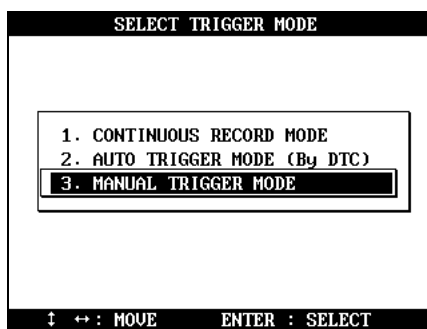 SELECT TRIGGER MODE
1. CONTINUOUS RECORD MODE
2. AUTO TRIGGER MODE (By DTC)
3. MANUAL TRIGGER MODE
↕ ↔: MOVE ENTER : SELECT